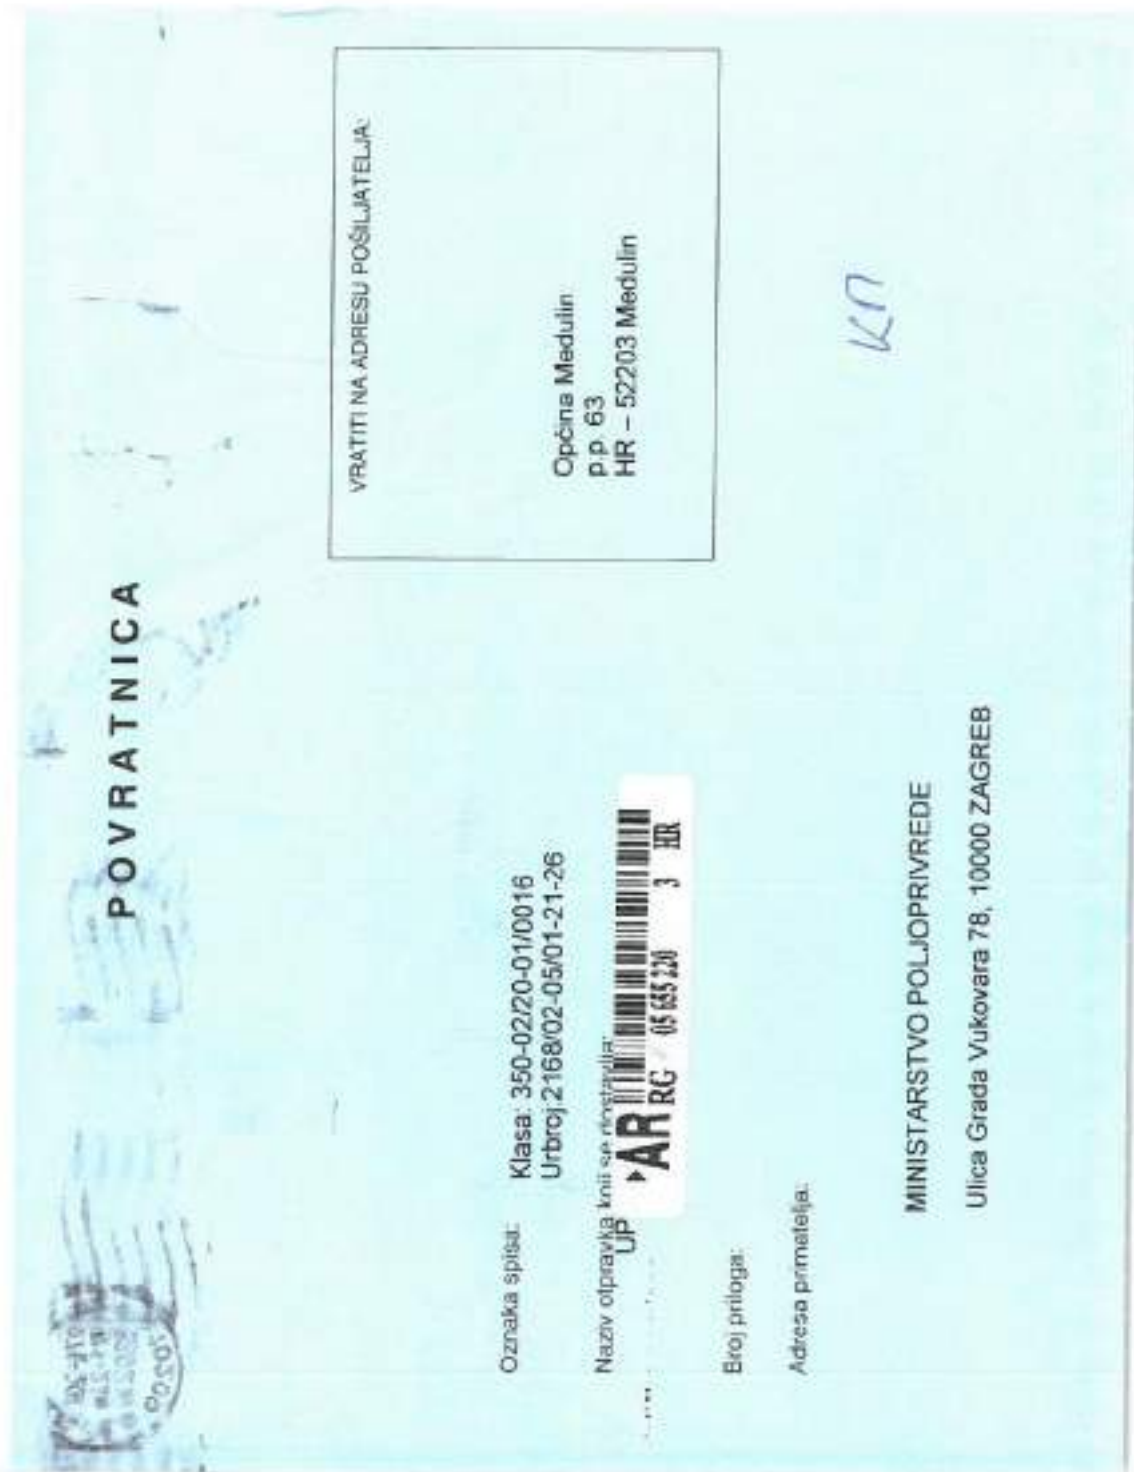 POVRATNICA
VRATITI NA ADRESU POŠILJATELJA:
Općina Medulin
p.p. 63
HR – 52203 Medulin
Oznaka spisa: Klasa: 350-02/20-01/0016
Urbroj:2168/02-05/01-21-26
Naziv otpravka koji se dostavlja:
UP
AR
RG 05 655 220 3 HR
Broj priloga:
Adresa primatelja:
MINISTARSTVO POLJOPRIVREDE
Ulica Grada Vukovara 78, 10000 ZAGREB